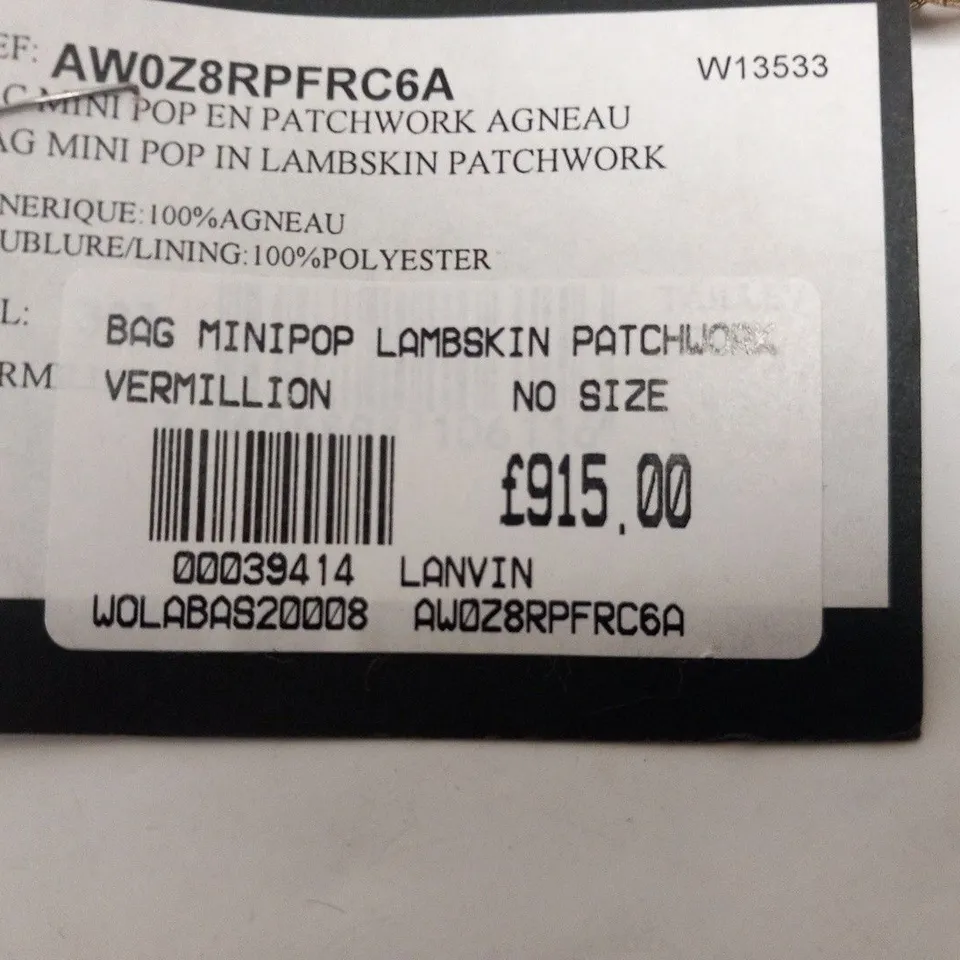 EF: AW0Z8RPFRC6A W13533
C MINI POP EN PATCHWORK AGNEAU
AG MINI POP IN LAMBSKIN PATCHWORK
NERIQUE:100%AGNEAU
UBLURE/LINING:100%POLYESTER
L:
RM
BAG MINIPOP LAMBSKIN PATCHWORK
VERMILLION NO SIZE
£915.00
00039414 LANVIN
WOLABAS20008 AW0Z8RPFRC6A